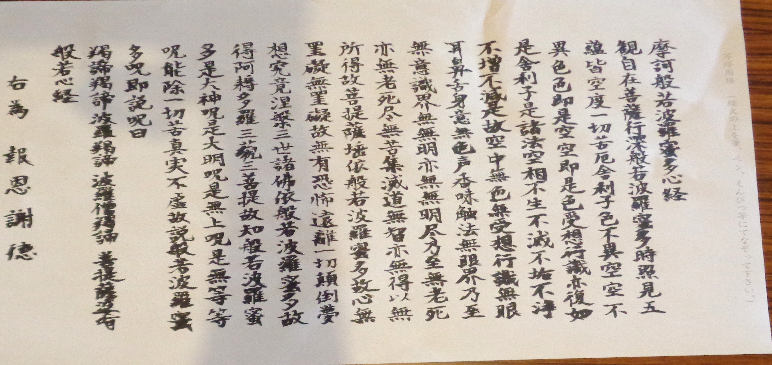 摩訶般若波羅蜜多心経
観自在菩薩行深般若波羅蜜多時照見五
蘊皆空度一切苦厄舎利子色不異空空不
異色色即是空空即是色受想行識亦復如
是舎利子是諸法空相不生不滅不垢不浄
不増不減是故空中無色無受想行識無眼
耳鼻舌身意無色声香味触法無眼界乃至
無意識界無無明亦無無明尽乃至無老死
亦無老死尽無苦集滅道無智亦無得以無
所得故菩提薩埵依般若波羅蜜多故心無
罣礙無罣礙故無有恐怖遠離一切顛倒夢
想究竟涅槃三世諸佛依般若波羅蜜多故
得阿耨多羅三藐三菩提故知般若波羅蜜
多是大神呪是大明呪是無上呪是無等等
呪能除一切苦真実不虚故説般若波羅蜜
多呪即説呪曰
羯諦羯諦波羅羯諦波羅僧羯諦菩提薩婆訶
般若心経
右為報恩謝徳